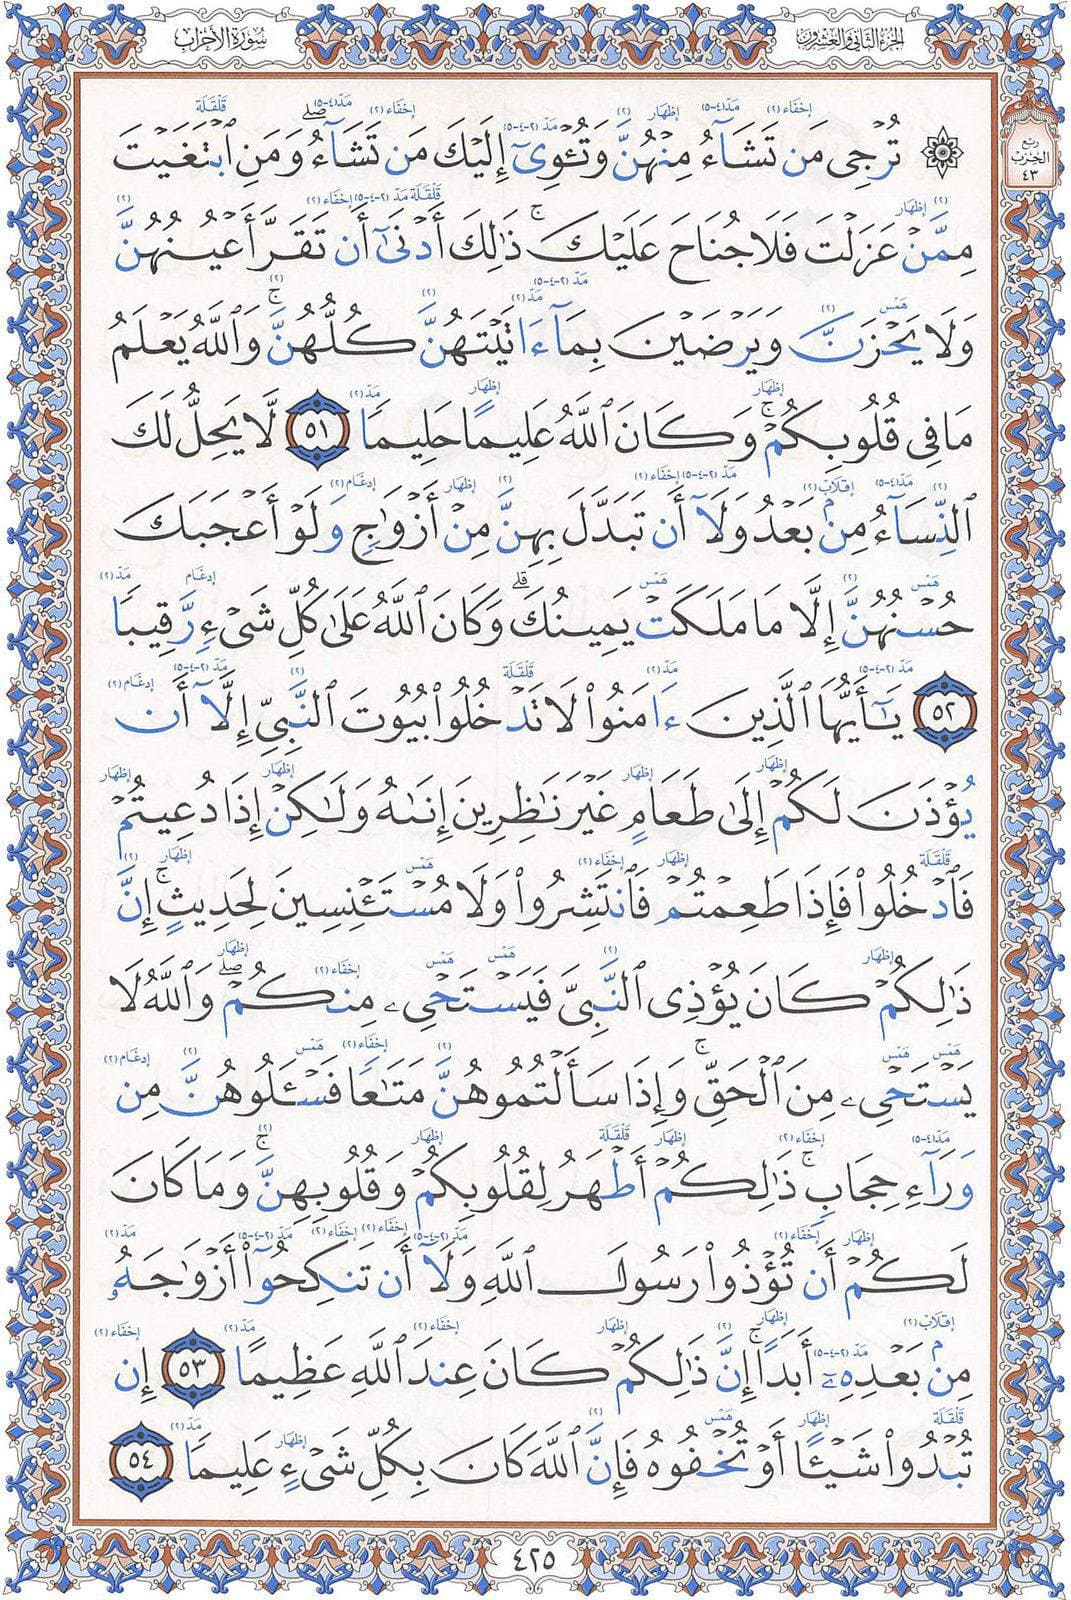 الجزء الثاني والعشرون
سورة الأحزاب
ربع
الحزب
٤٣
۞ تُرْجِى مَن تَشَآءُ مِنْهُنَّ وَتُـْٔوِىٓ إِلَيْكَ مَن تَشَآءُ ۖ وَمَنِ ٱبْتَغَيْتَ
مِمَّنْ عَزَلْتَ فَلَا جُنَاحَ عَلَيْكَ ۚ ذَٰلِكَ أَدْنَىٰٓ أَن تَقَرَّ أَعْيُنُهُنَّ
وَلَا يَحْزَنَّ وَيَرْضَيْنَ بِمَآ ءَاتَيْتَهُنَّ كُلُّهُنَّ ۚ وَٱللَّهُ يَعْلَمُ
مَا فِى قُلُوبِكُمْ ۚ وَكَانَ ٱللَّهُ عَلِيمًا حَلِيمًا ٥١ لَّا يَحِلُّ لَكَ
ٱلنِّسَآءُ مِنۢ بَعْدُ وَلَآ أَن تَبَدَّلَ بِهِنَّ مِنْ أَزْوَٰجٍ وَلَوْ أَعْجَبَكَ
حُسْنُهُنَّ إِلَّا مَا مَلَكَتْ يَمِينُكَ ۗ وَكَانَ ٱللَّهُ عَلَىٰ كُلِّ شَىْءٍ رَّقِيبًا
٥٢ يَـٰٓأَيُّهَا ٱلَّذِينَ ءَامَنُوا۟ لَا تَدْخُلُوا۟ بُيُوتَ ٱلنَّبِىِّ إِلَّآ أَن
يُؤْذَنَ لَكُمْ إِلَىٰ طَعَامٍ غَيْرَ نَـٰظِرِينَ إِنَىٰهُ وَلَـٰكِنْ إِذَا دُعِيتُمْ
فَٱدْخُلُوا۟ فَإِذَا طَعِمْتُمْ فَٱنتَشِرُوا۟ وَلَا مُسْتَـْٔنِسِينَ لِحَدِيثٍ ۚ إِنَّ
ذَٰلِكُمْ كَانَ يُؤْذِى ٱلنَّبِىَّ فَيَسْتَحْىِۦ مِنكُمْ ۖ وَٱللَّهُ لَا
يَسْتَحْىِۦ مِنَ ٱلْحَقِّ ۚ وَإِذَا سَأَلْتُمُوهُنَّ مَتَـٰعًا فَسْـَٔلُوهُنَّ مِن
وَرَآءِ حِجَابٍ ۚ ذَٰلِكُمْ أَطْهَرُ لِقُلُوبِكُمْ وَقُلُوبِهِنَّ ۚ وَمَا كَانَ
لَكُمْ أَن تُؤْذُوا۟ رَسُولَ ٱللَّهِ وَلَآ أَن تَنكِحُوٓا۟ أَزْوَٰجَهُۥ
مِنۢ بَعْدِهِۦٓ أَبَدًا ۚ إِنَّ ذَٰلِكُمْ كَانَ عِندَ ٱللَّهِ عَظِيمًا ٥٣ إِن
تُبْدُوا۟ شَيْـًٔا أَوْ تُخْفُوهُ فَإِنَّ ٱللَّهَ كَانَ بِكُلِّ شَىْءٍ عَلِيمًا ٥٤
٤٢٥